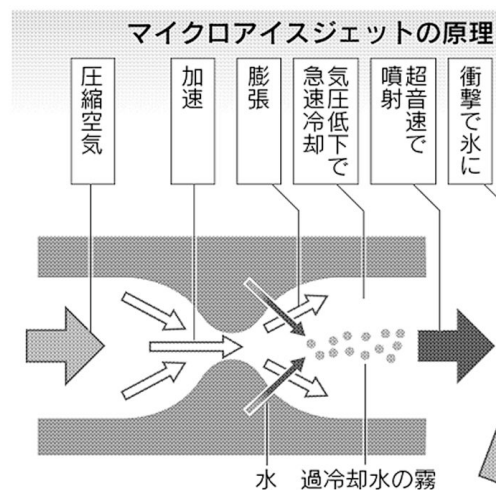 マイクロアイスジェットの原理
圧縮空気
加速
膨張
気圧低下で
急速冷却
超音速で
噴射
衝撃で氷に
水
過冷却水の霧